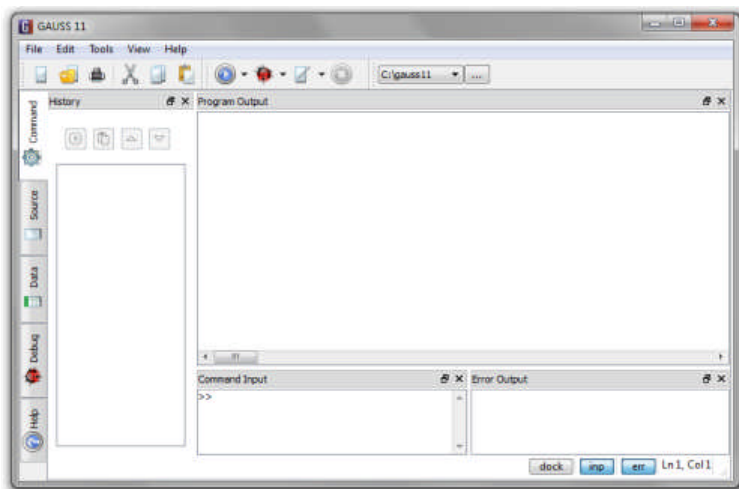 GAUSS 11
File Edit Tools View Help
C:\gauss11 ...
Command
History
Program Output
Source
Data
Debug
Help
Command Input
Error Output
>>
dock inp err Ln 1, Col 1